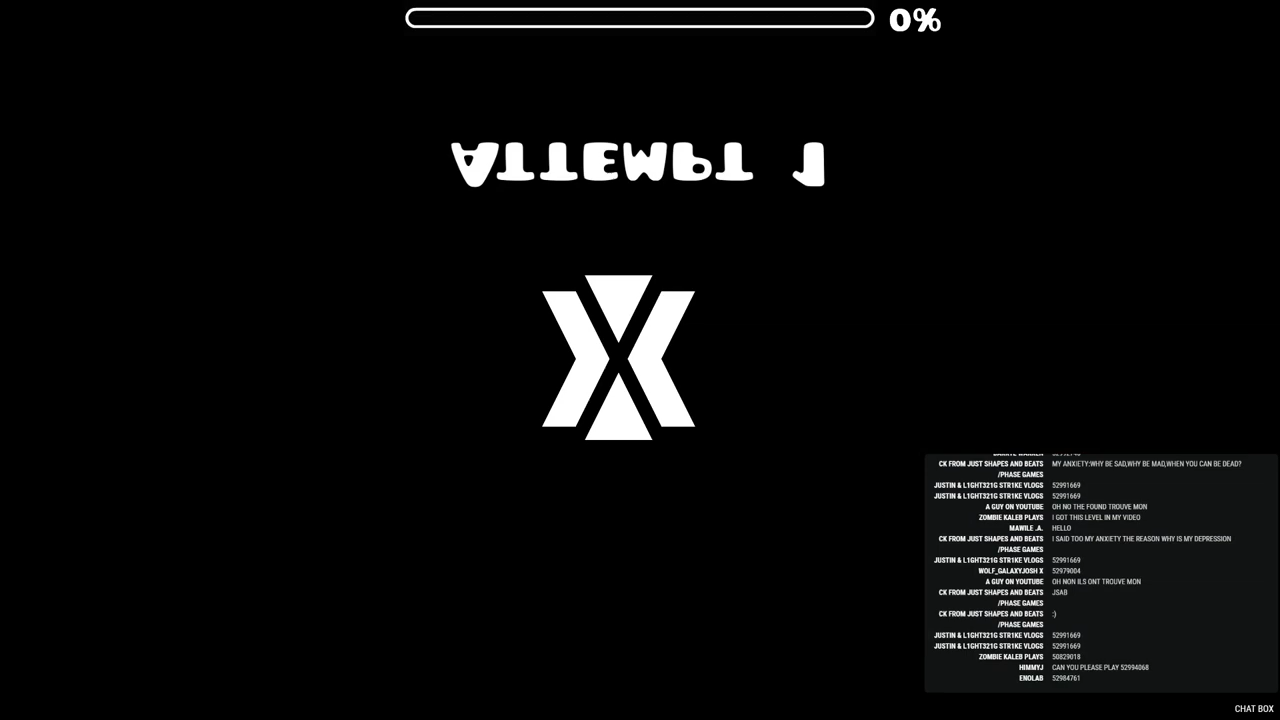 0%
ATTEMPT 1
CK FROM JUST SHAPES AND BEATS MY ANXIETY:WHY BE SAD,WHY BE MAD,WHEN YOU CAN BE DEAD?
/PHASE GAMES
JUSTIN & L1GHT321G STR1KE VLOGS 52991669
JUSTIN & L1GHT321G STR1KE VLOGS 52991669
A GUY ON YOUTUBE OH NO THE FOUND TROUVE MON
ZOMBIE KALEB PLAYS I GOT THIS LEVEL IN MY VIDEO
MAWILE .A. HELLO
CK FROM JUST SHAPES AND BEATS I SAID TOO MY ANXIETY THE REASON WHY IS MY DEPRESSION
/PHASE GAMES
JUSTIN & L1GHT321G STR1KE VLOGS 52991669
WOLF_GALAXYJOSH X 52979004
A GUY ON YOUTUBE OH NON ILS ONT TROUVE MON
CK FROM JUST SHAPES AND BEATS JSAB
/PHASE GAMES
CK FROM JUST SHAPES AND BEATS :)
/PHASE GAMES
JUSTIN & L1GHT321G STR1KE VLOGS 52991669
JUSTIN & L1GHT321G STR1KE VLOGS 52991669
ZOMBIE KALEB PLAYS 50829018
HIMMYJ CAN YOU PLEASE PLAY 52994068
ENOLAB 52984761
CHAT BOX